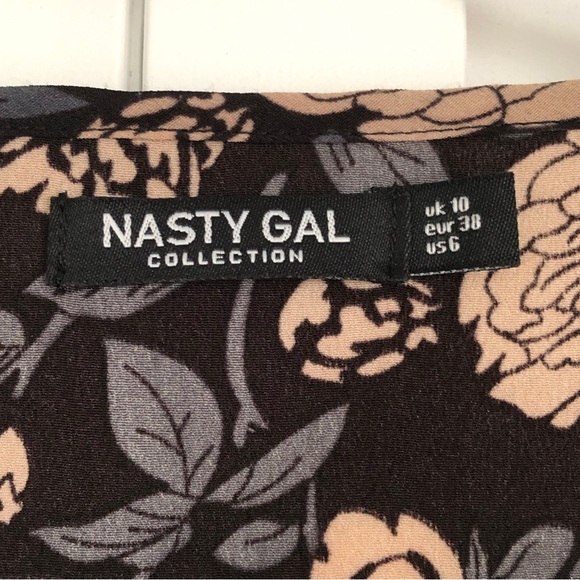 NASTY GAL
COLLECTION
uk 10
eur 38
us 6